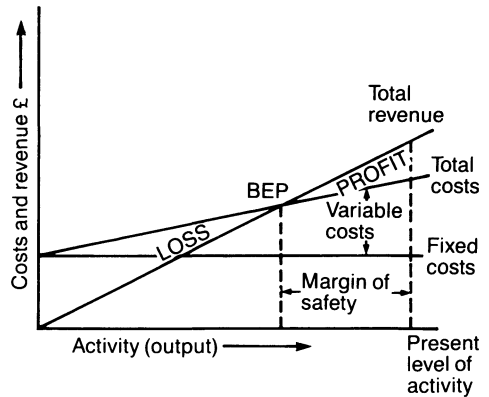 Costs and revenue £
Total
revenue
PROFIT
Total
costs
BEP
Variable
costs
LOSS
Fixed
costs
Margin of
safety
Activity (output)
Present
level of
activity